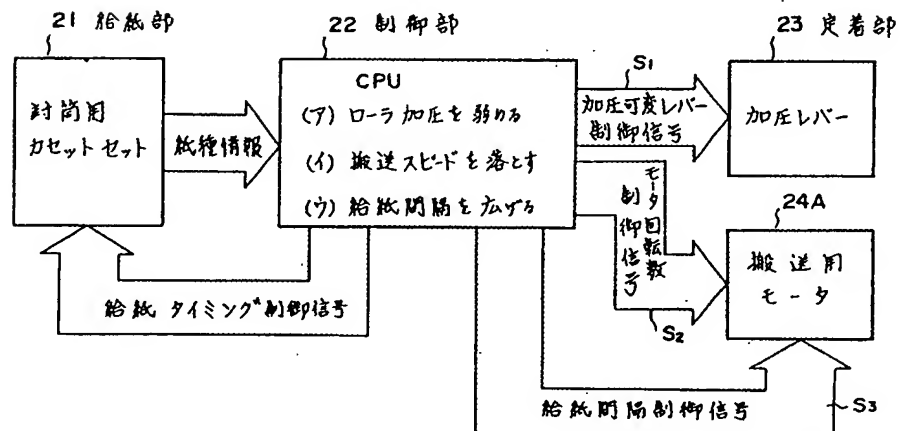 21 給紙部
22 制御部
23 定着部
封筒用
カセットセット
紙種情報
CPU
(ア) ローラ加圧を弱める
(イ) 搬送スピードを落とす
(ウ) 給紙間隔を広げる
S1
加圧可度レバー
制御信号
加圧レバー
モータ回転数
制御信号
S2
24A
搬送用
モータ
給紙タイミング制御信号
給紙間隔制御信号
S3